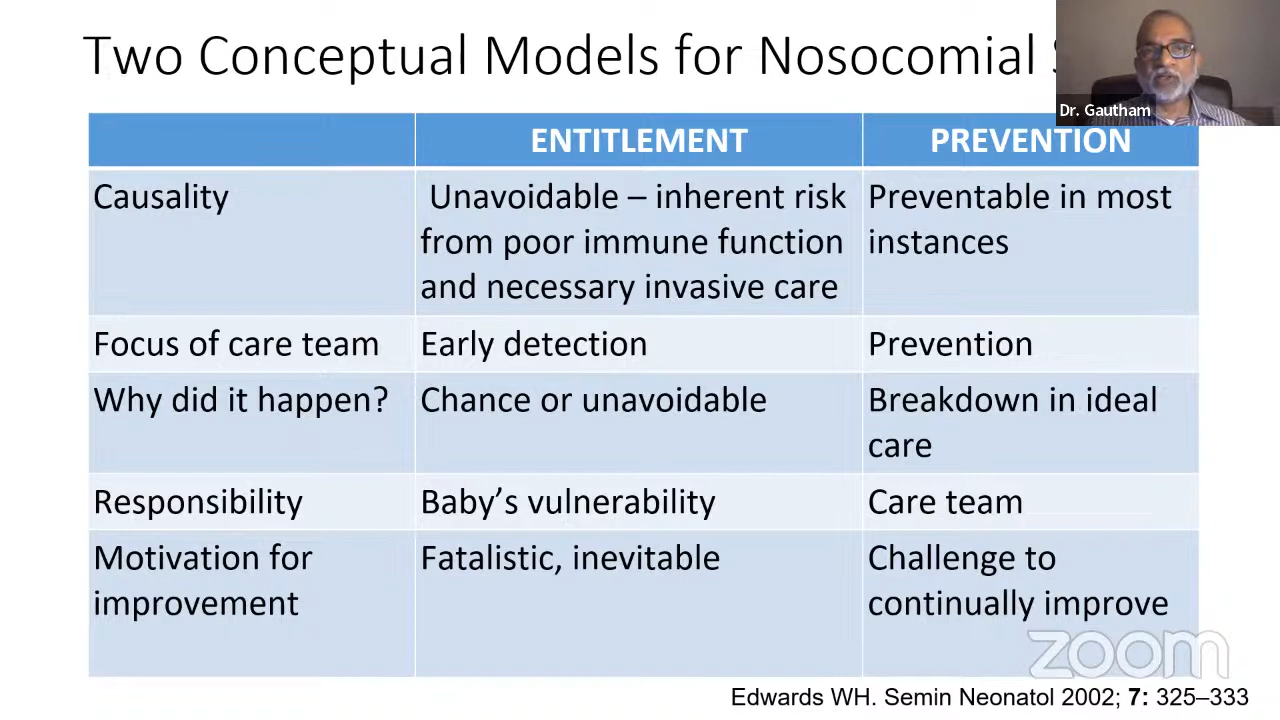 Two Conceptual Models for Nosocomial
Dr. Gautham
ENTITLEMENT PREVENTION
Causality Unavoidable – inherent risk Preventable in most
from poor immune function instances
and necessary invasive care
Focus of care team Early detection Prevention
Why did it happen? Chance or unavoidable Breakdown in ideal
care
Responsibility Baby’s vulnerability Care team
Motivation for Fatalistic, inevitable Challenge to
improvement continually improve
zoom
Edwards WH. Semin Neonatol 2002; 7: 325–333